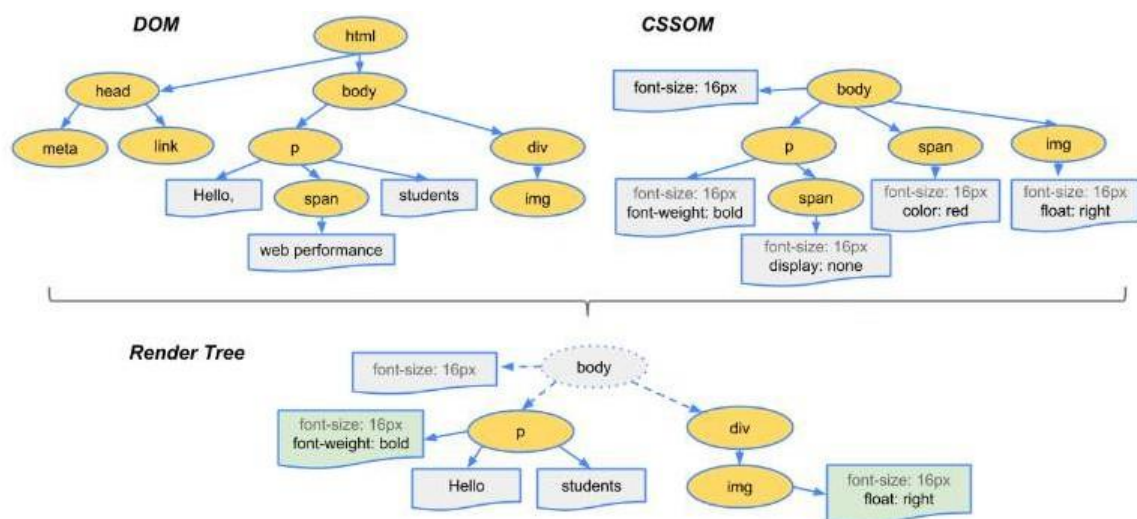 DOM
CSSOM
html
head
body
meta
link
p
div
Hello,
span
students
img
web performance
font-size: 16px
body
p
span
img
font-size: 16px
font-weight: bold
span
font-size: 16px
color: red
font-size: 16px
float: right
font-size: 16px
display: none
Render Tree
font-size: 16px
body
font-size: 16px
font-weight: bold
p
div
Hello
students
img
font-size: 16px
float: right